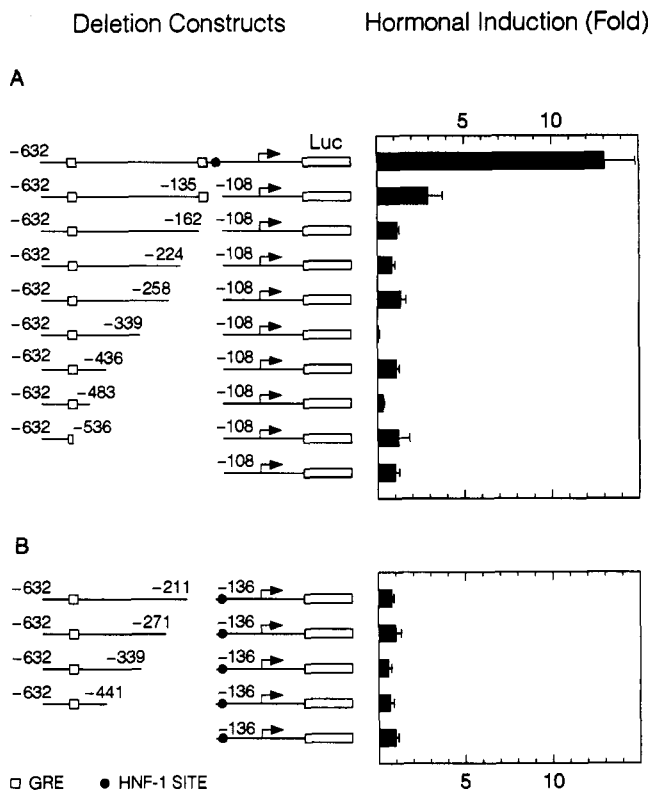 Deletion Constructs Hormonal Induction (Fold)
A
5 10
Luc
-632
-632 -135 -108
-632 -162 -108
-632 -224 -108
-632 -258 -108
-632 -339 -108
-632 -436 -108
-632 -483 -108
-632 -536 -108
-108
B
-632 -211 -136
-632 -271 -136
-632 -339 -136
-632 -441 -136
-136
GRE HNF-1 SITE
5 10